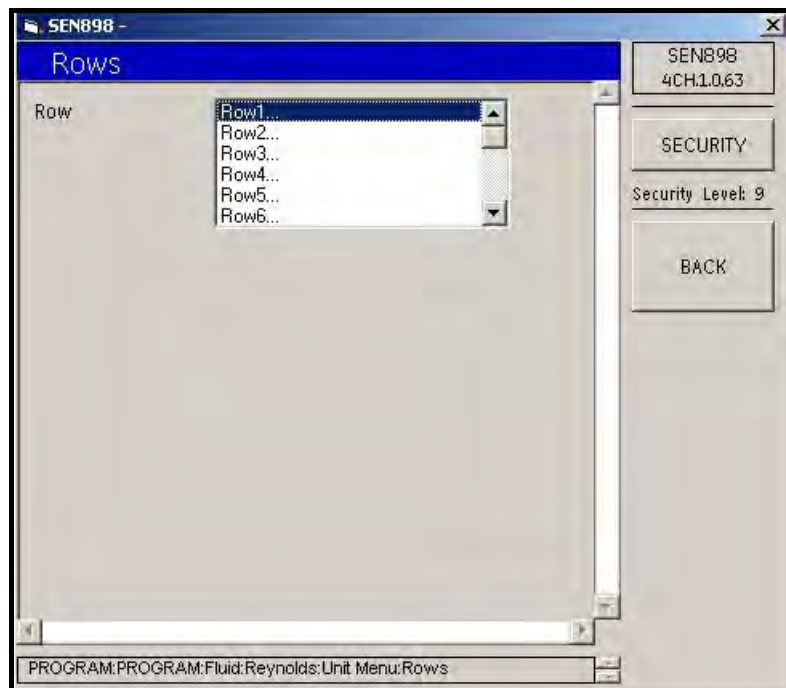 SEN898 -
Rows
SEN898
4CH.1.0.63
Row
Row1...
Row2...
Row3...
Row4...
Row5...
Row6...
SECURITY
Security Level: 9
BACK
PROGRAM:PROGRAM:Fluid:Reynolds:Unit Menu:Rows